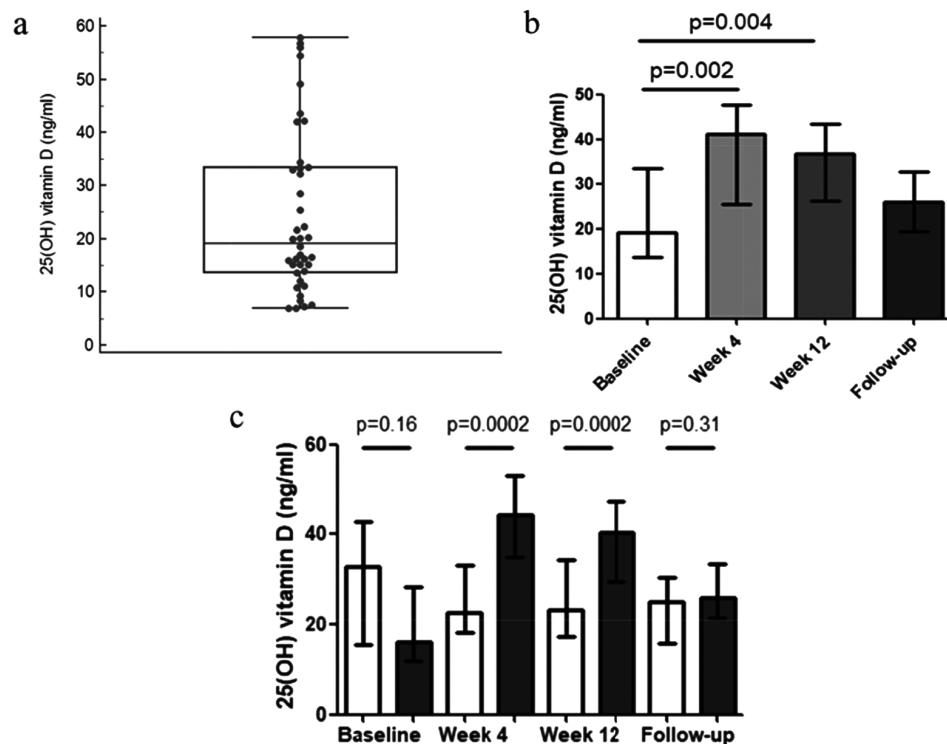 a
25(OH) vitamin D (ng/ml)
60
50
40
30
20
10
0
b
p=0.004
p=0.002
25(OH) vitamin D (ng/ml)
50
40
30
20
10
0
Baseline
Week 4
Week 12
Follow-up
c
p=0.16 p=0.0002 p=0.0002 p=0.31
25(OH) vitamin D (ng/ml)
60
40
20
0
Baseline Week 4 Week 12 Follow-up